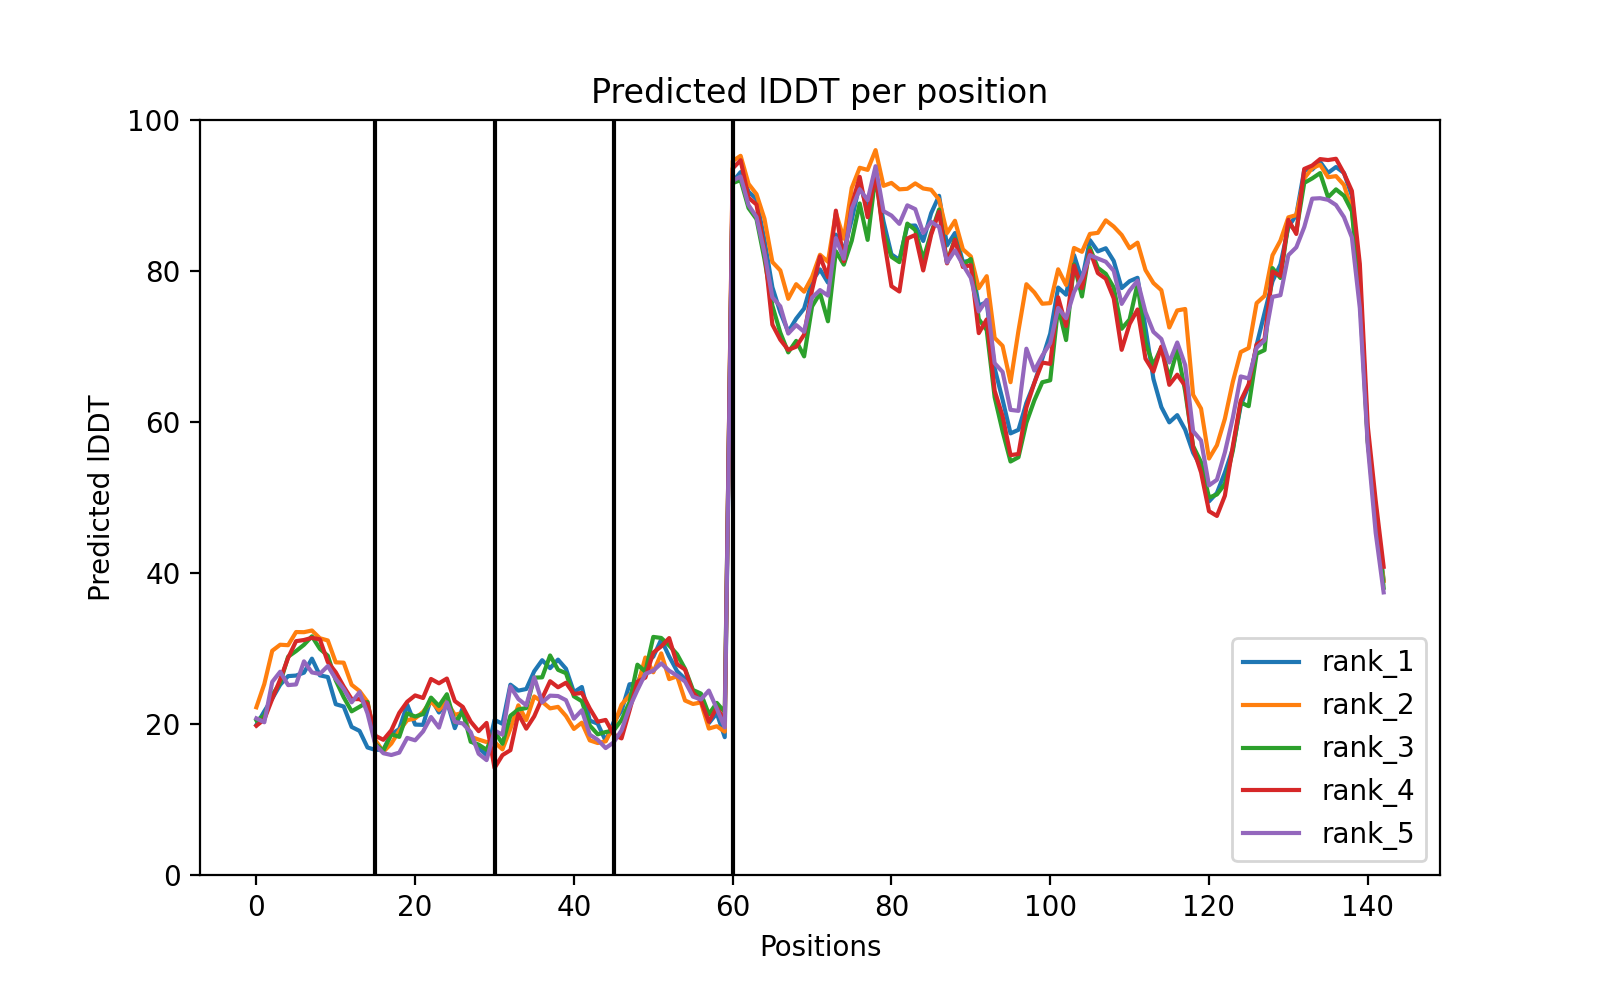 Predicted lDDT per position
100
80
60
40
20
0
Predicted lDDT
0 20 40 60 80 100 120 140
Positions
rank_1
rank_2
rank_3
rank_4
rank_5